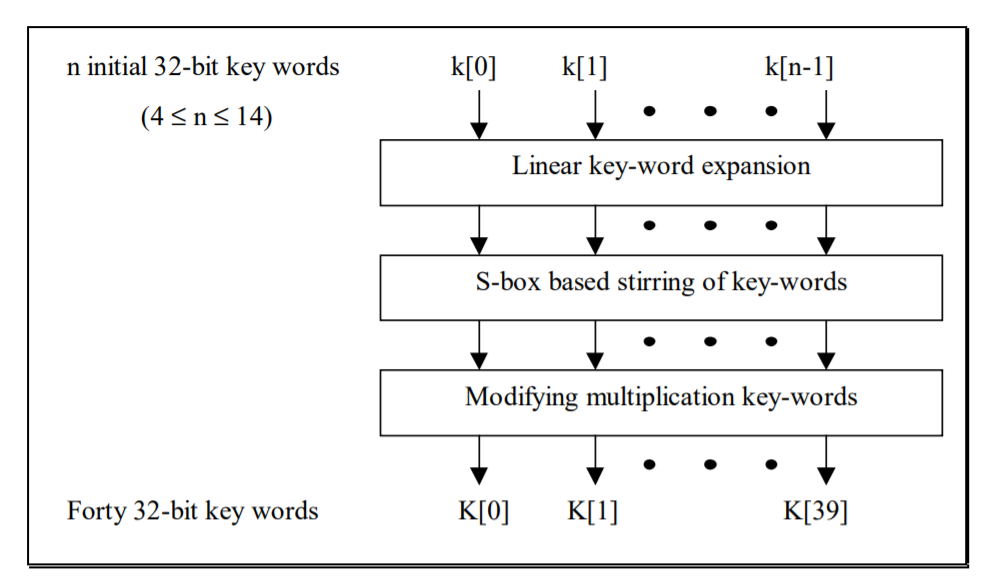 n initial 32-bit key words k[0] k[1] k[n-1]
(4 ≤ n ≤ 14)
Linear key-word expansion
S-box based stirring of key-words
Modifying multiplication key-words
Forty 32-bit key words K[0] K[1] K[39]